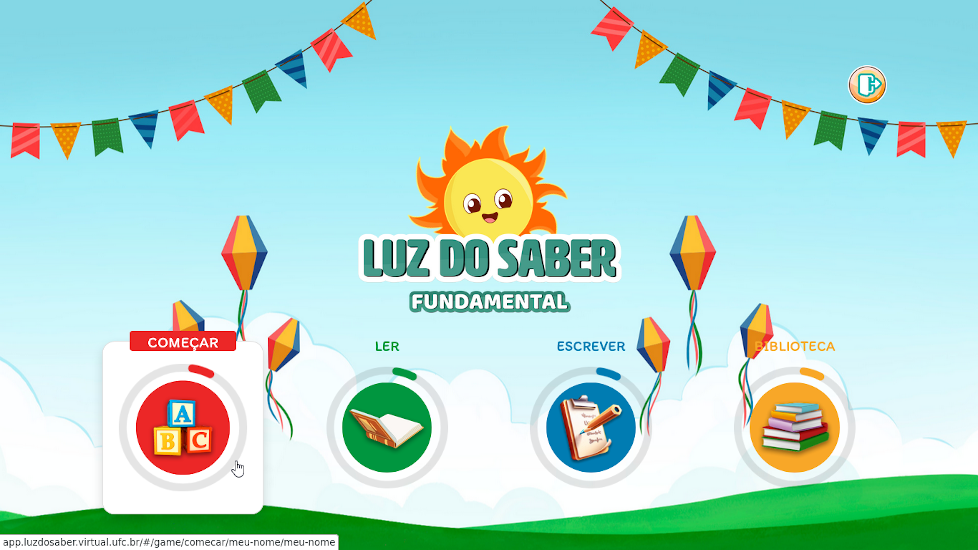 LUZ DO SABER
FUNDAMENTAL
COMEÇAR
LER
ESCREVER
BIBLIOTECA
A
B C
app.luzdosaber.virtual.ufc.br/#/game/comecar/meu-nome/meu-nome